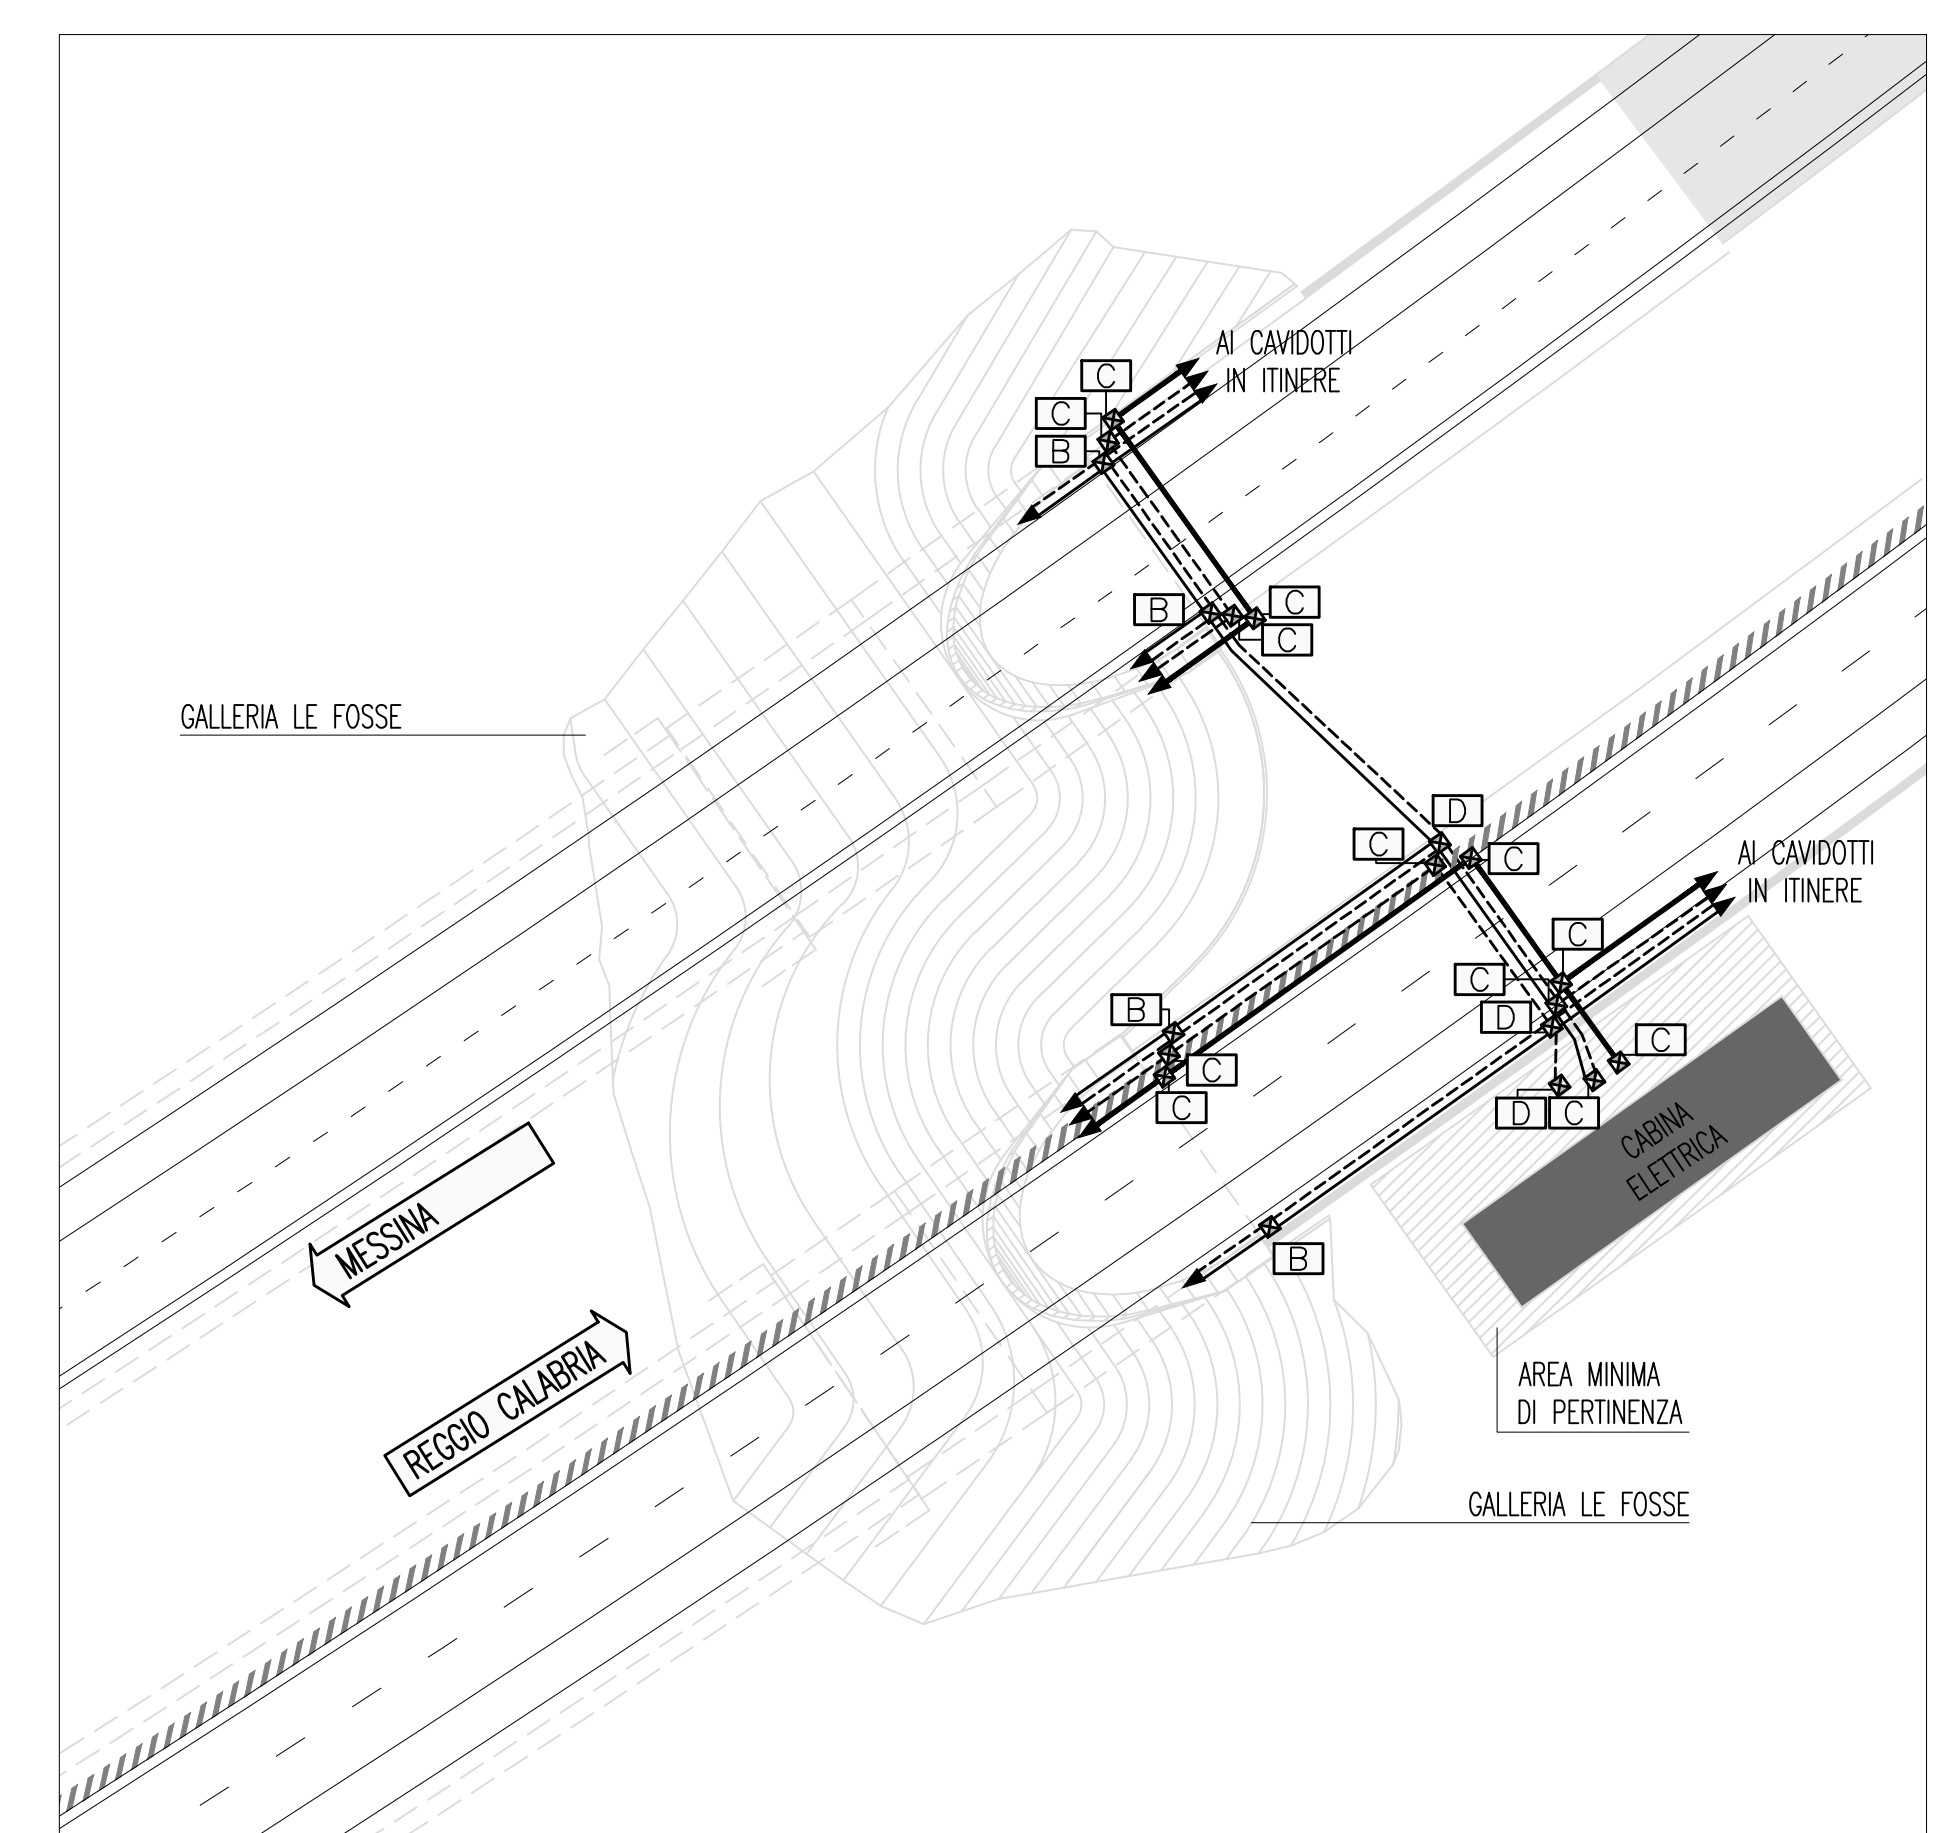 AI CAVIDOTTI
IN ITINERE
C
C
B
B
C
C
GALLERIA LE FOSSE
D
C
C
AI CAVIDOTTI
IN ITINERE
C
C
D
B
C
C
C
D
C
CABINA
ELETTRICA
MESSINA
B
REGGIO CALABRIA
AREA MINIMA
DI PERTINENZA
GALLERIA LE FOSSE